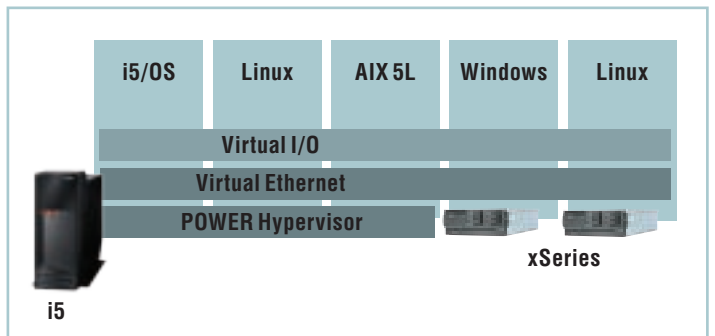 i5/OS Linux AIX 5L Windows Linux
Virtual I/O
Virtual Ethernet
POWER Hypervisor
xSeries
i5